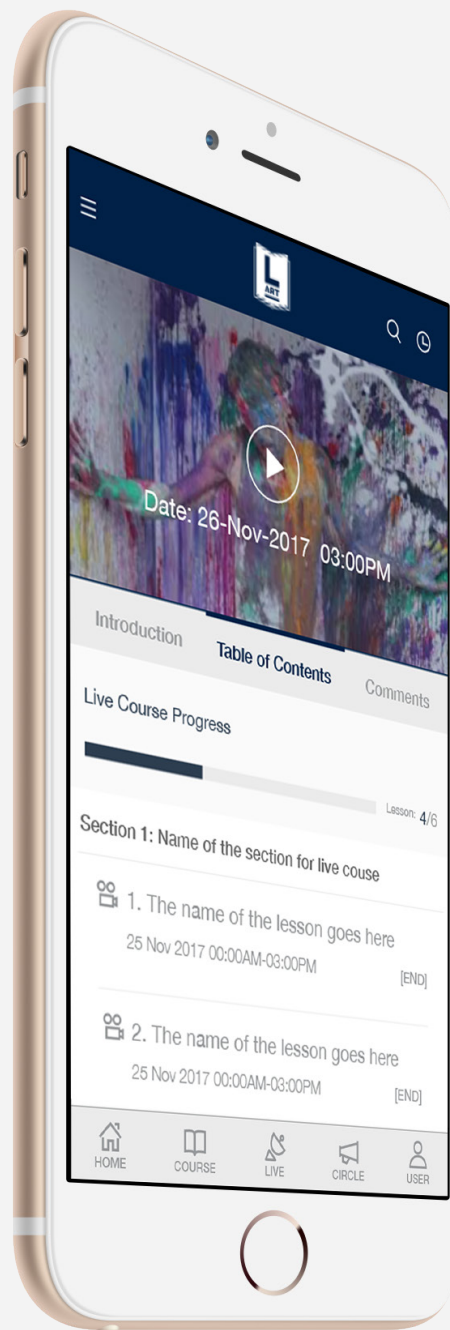 L
ART
Date: 26-Nov-2017 03:00PM
Introduction
Table of Contents
Comments
Live Course Progress
Lesson: 4/6
Section 1: Name of the section for live couse
1. The name of the lesson goes here
25 Nov 2017 00:00AM-03:00PM
[END]
2. The name of the lesson goes here
25 Nov 2017 00:00AM-03:00PM
[END]
HOME
COURSE
LIVE
CIRCLE
USER